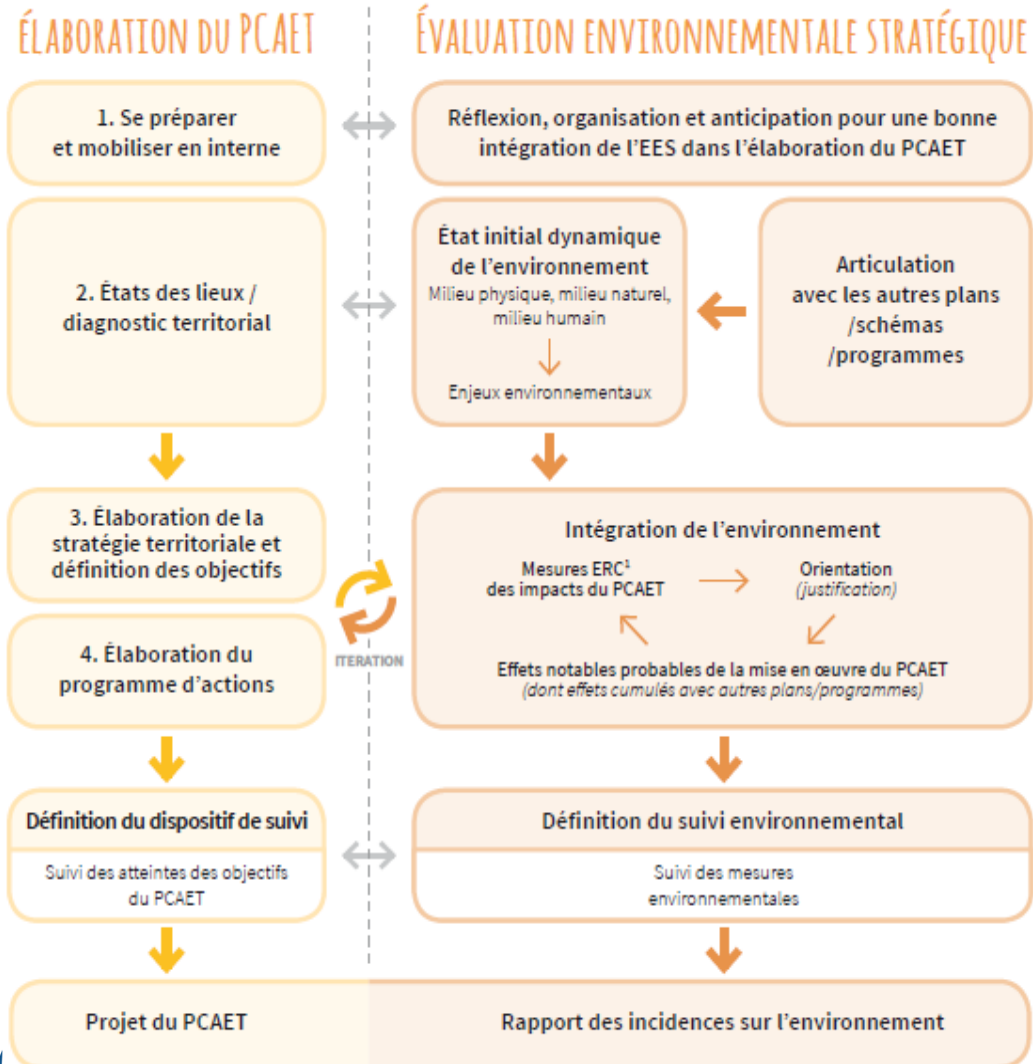 ÉLABORATION DU PCAET
ÉVALUATION ENVIRONNEMENTALE STRATÉGIQUE
1. Se préparer
et mobiliser en interne
Réflexion, organisation et anticipation pour une bonne
intégration de l'EES dans l'élaboration du PCAET
2. États des lieux /
diagnostic territorial
État initial dynamique
de l'environnement
Milieu physique, milieu naturel,
milieu humain
Enjeux environnementaux
Articulation
avec les autres plans
/schémas
/programmes
3. Élaboration de la
stratégie territoriale et
définition des objectifs
4. Élaboration du
programme d'actions
ITERATION
Intégration de l'environnement
Mesures ERC¹
des impacts du PCAET
Orientation
(justification)
Effets notables probables de la mise en œuvre du PCAET
(dont effets cumulés avec autres plans/programmes)
Définition du dispositif de suivi
Suivi des atteintes des objectifs
du PCAET
Définition du suivi environnemental
Suivi des mesures
environnementales
Projet du PCAET
Rapport des incidences sur l'environnement